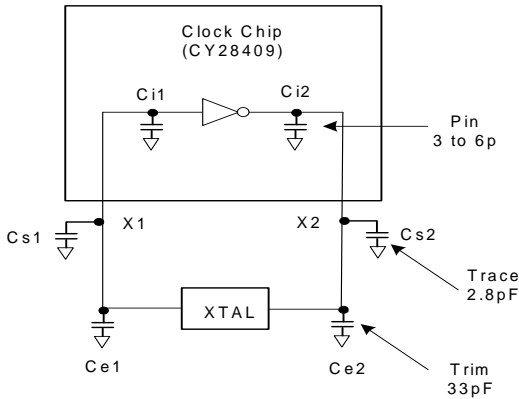 Clock Chip
(CY28409)
Ci1
Ci2
Pin
3 to 6p
X1
X2
Cs1
Cs2
Trace
2.8pF
XTAL
Ce1
Ce2
Trim
33pF